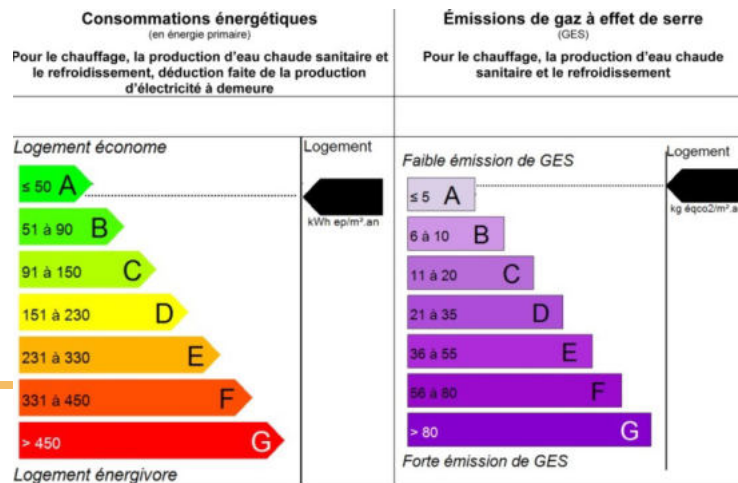 Consommations énergétiques
(en énergie primaire)
Pour le chauffage, la production d'eau chaude sanitaire et
le refroidissement, déduction faite de la production
d'électricité à demeure
Logement économe
Logement
≤ 50 A
kWh ep/m².an
51 à 90 B
91 à 150 C
151 à 230 D
231 à 330 E
331 à 450 F
> 450 G
Logement énergivore
Émissions de gaz à effet de serre
(GES)
Pour le chauffage, la production d'eau chaude
sanitaire et le refroidissement
Faible émission de GES
Logement
≤ 5 A
kg éqco2/m².a
6 à 10 B
11 à 20 C
21 à 35 D
36 à 55 E
56 à 80 F
> 80 G
Forte émission de GES